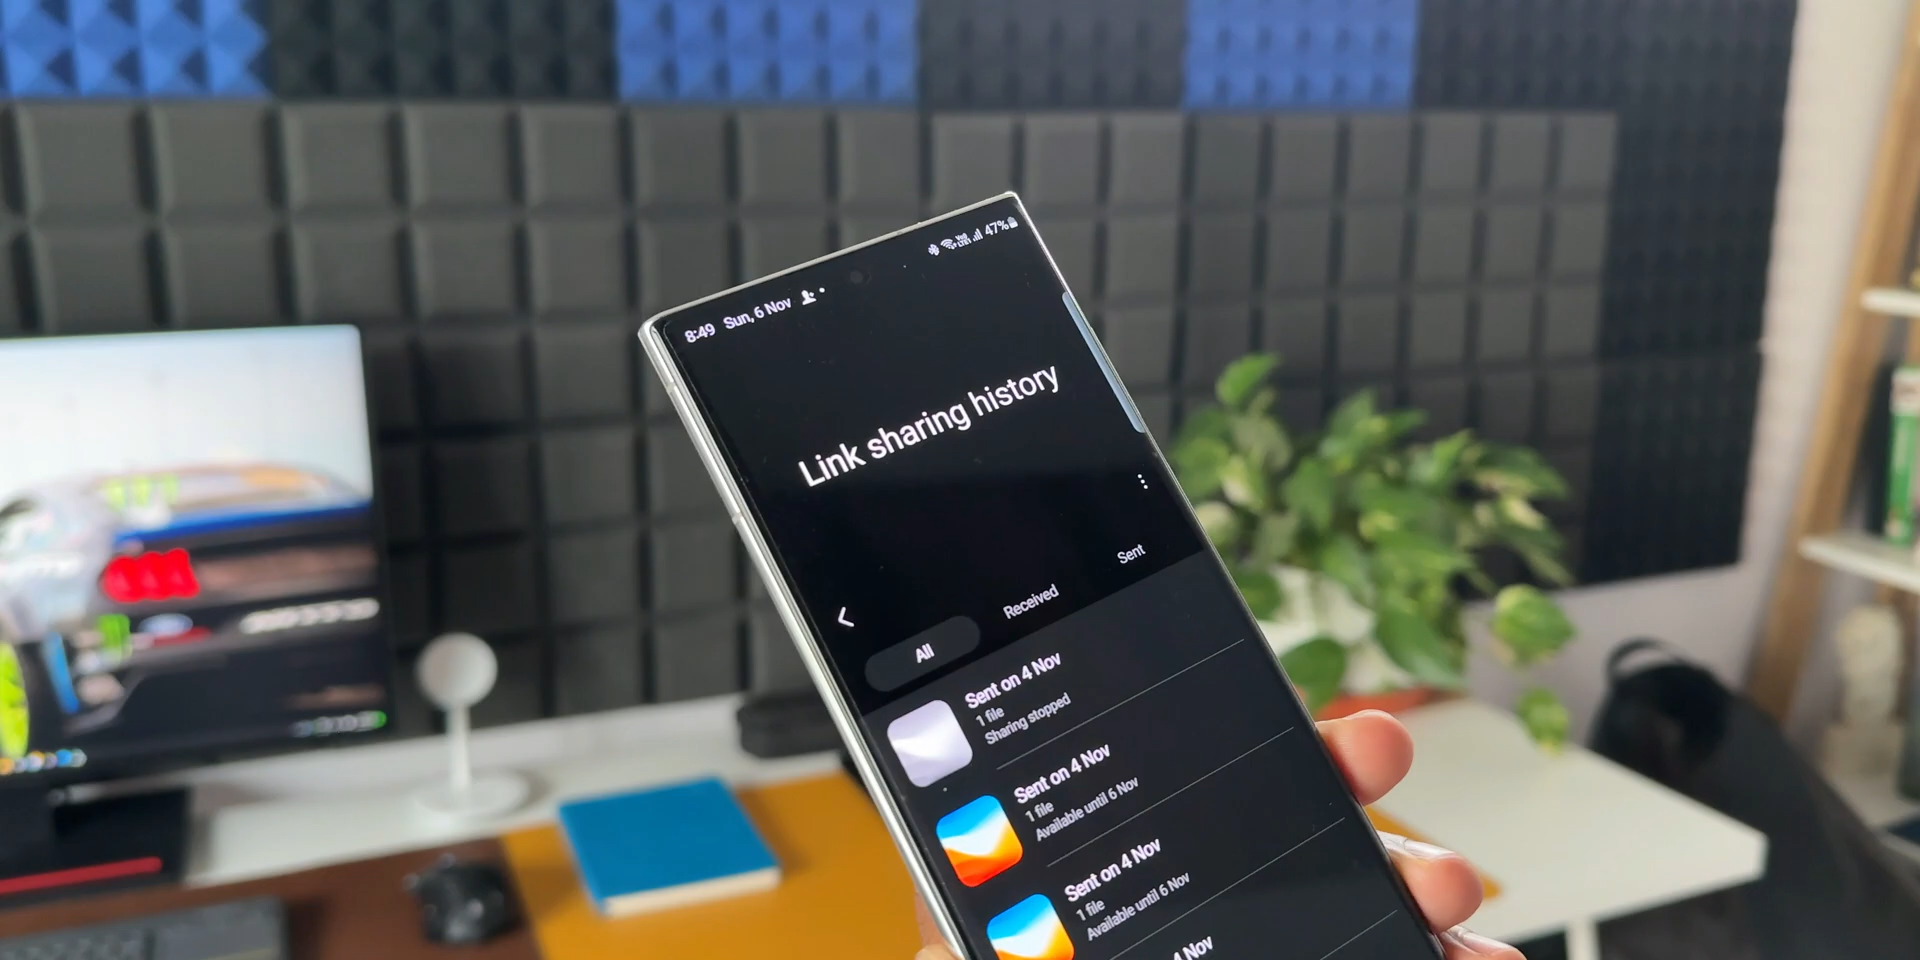 8:49 Sun, 6 Nov
47%
Link sharing history
All
Received
Sent
Sent on 4 Nov
1 file
Sharing stopped
Sent on 4 Nov
1 file
Available until 6 Nov
Sent on 4 Nov
1 file
Available until 6 Nov
4 Nov